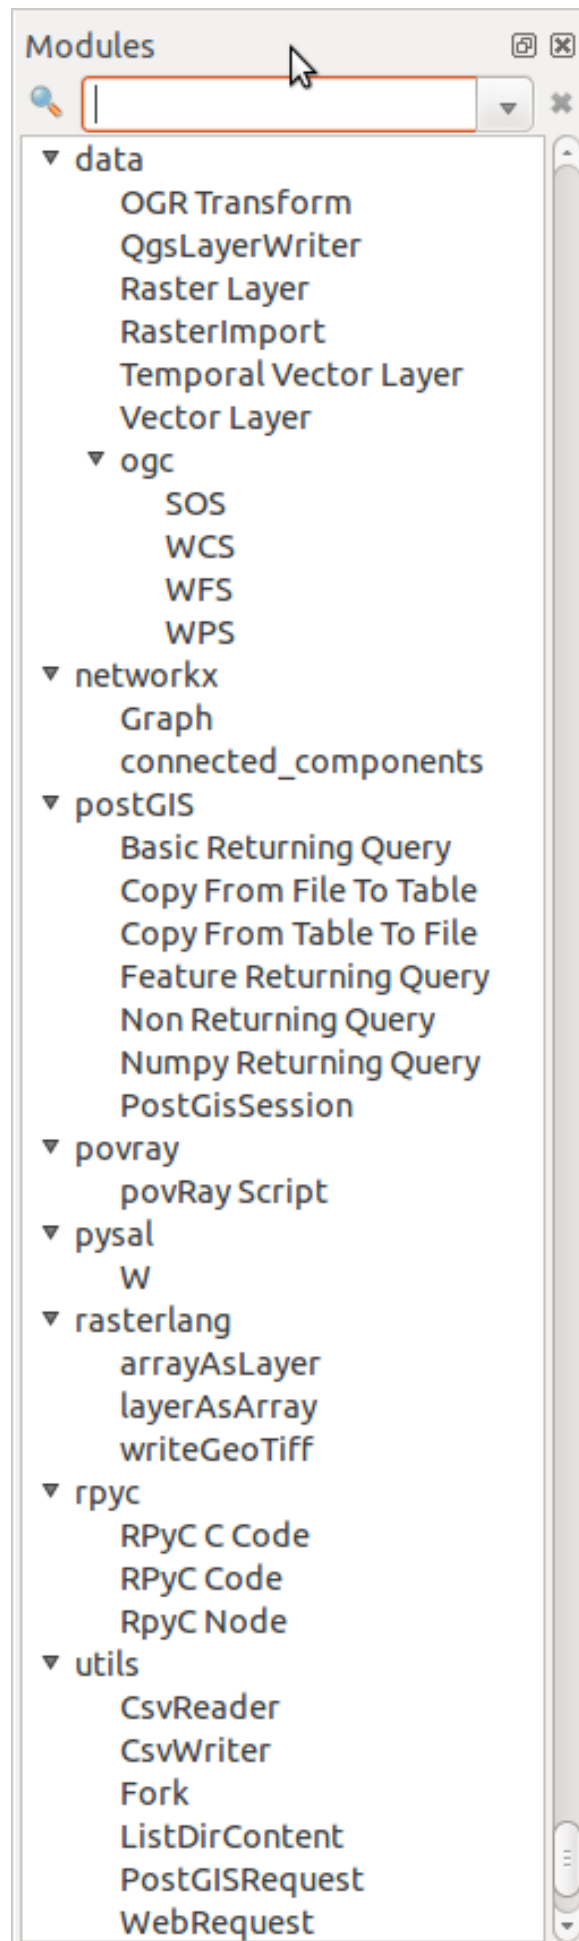 Modules
data
OGR Transform
QgsLayerWriter
Raster Layer
RasterImport
Temporal Vector Layer
Vector Layer
ogc
SOS
WCS
WFS
WPS
networkx
Graph
connected_components
postGIS
Basic Returning Query
Copy From File To Table
Copy From Table To File
Feature Returning Query
Non Returning Query
Numpy Returning Query
PostGisSession
povray
povRay Script
pysal
W
rasterlang
arrayAsLayer
layerAsArray
writeGeoTiff
rpyc
RPyC C Code
RPyC Code
RpyC Node
utils
CsvReader
CsvWriter
Fork
ListDirContent
PostGISRequest
WebRequest